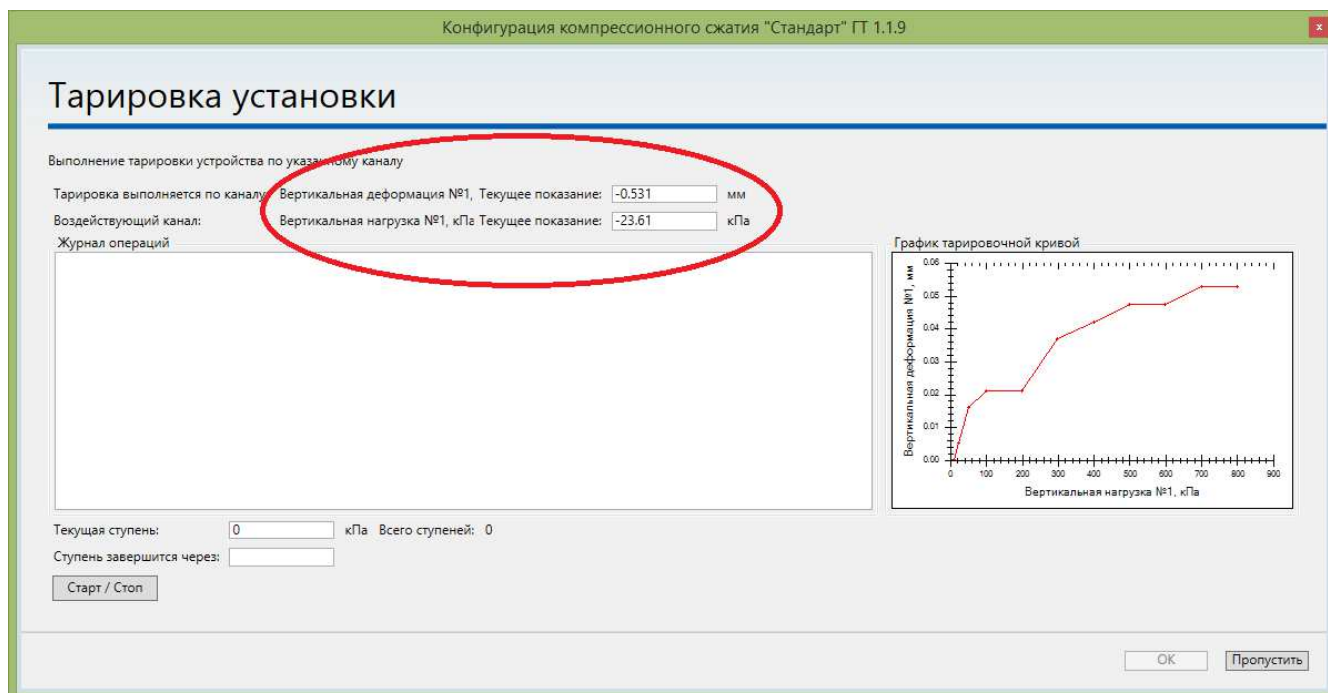 Конфигурация компрессионного сжатия "Стандарт" ГТ 1.1.9
x
Тарировка установки
Выполнение тарировки устройства по указанному каналу
Тарировка выполняется по каналу: Вертикальная деформация №1, Текущее показание: -0.531 мм
Воздействующий канал: Вертикальная нагрузка №1, кПа Текущее показание: -23.61 кПа
Журнал операций
График тарировочной кривой
Вертикальная деформация №1, мм
0.06
0.05
0.04
0.03
0.02
0.01
0.00
0 100 200 300 400 500 600 700 800 900
Вертикальная нагрузка №1, кПа
Текущая ступень: 0 кПа Всего ступеней: 0
Ступень завершится через:
Старт / Стоп
OK Пропустить